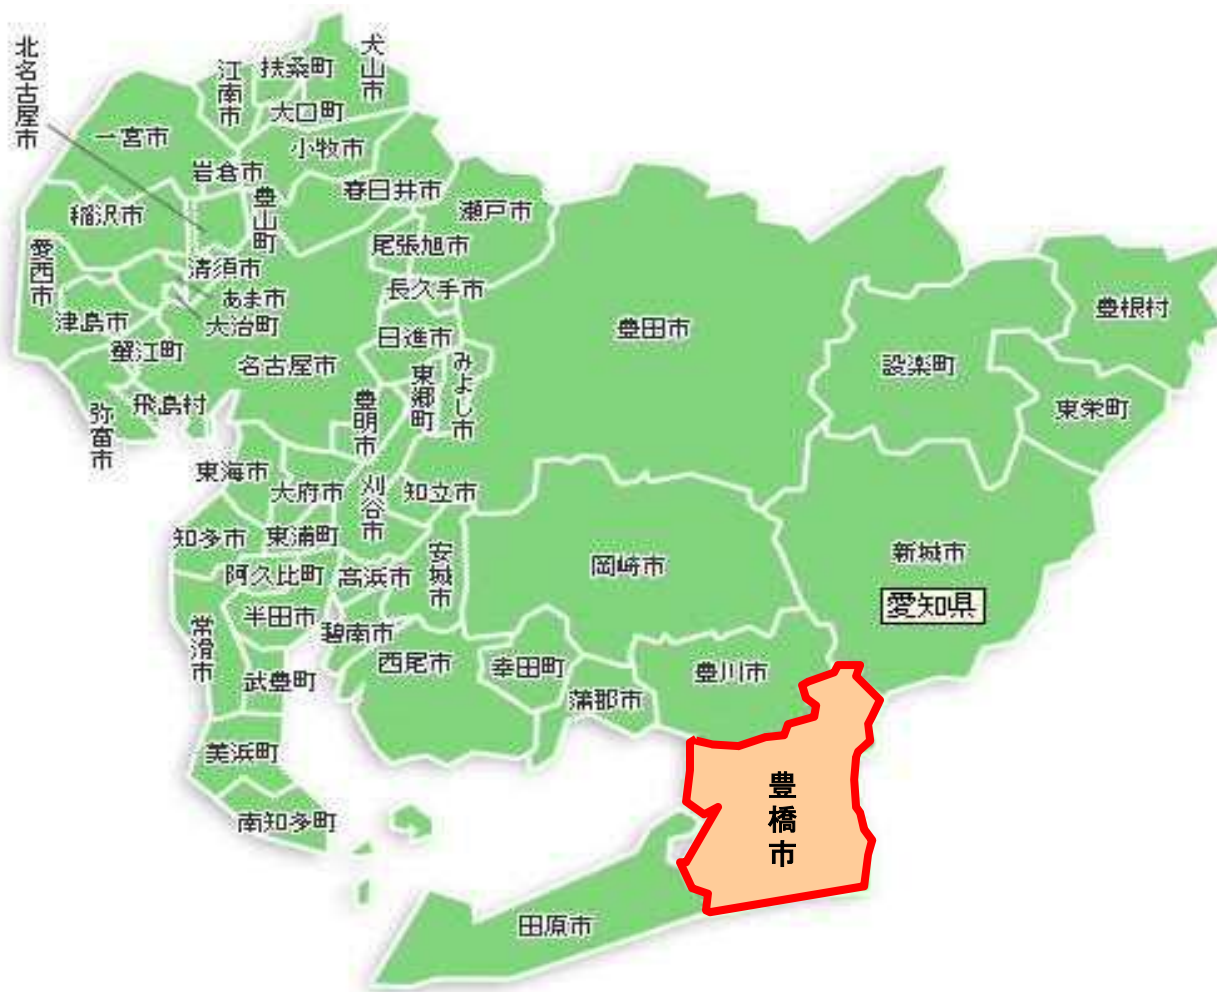 北名古屋市
犬山市
扶桑町
江南市
大口町
一宮市
小牧市
岩倉市
春日井市
豊山町
瀬戸市
稲沢市
尾張旭市
愛西市
清須市
長久手市
あま市
豊根村
津島市
大治町
豊田市
日進市
蟹江町
名古屋市
設楽町
みよし市
東郷町
飛島村
豊明市
東栄町
弥富市
東海市
大府市
刈谷市
知立市
知多市
東浦町
安城市
新城市
岡崎市
阿久比町
高浜市
愛知県
半田市
碧南市
常滑市
西尾市
幸田町
豊川市
武豊町
蒲郡市
美浜町
豊橋市
南知多町
田原市